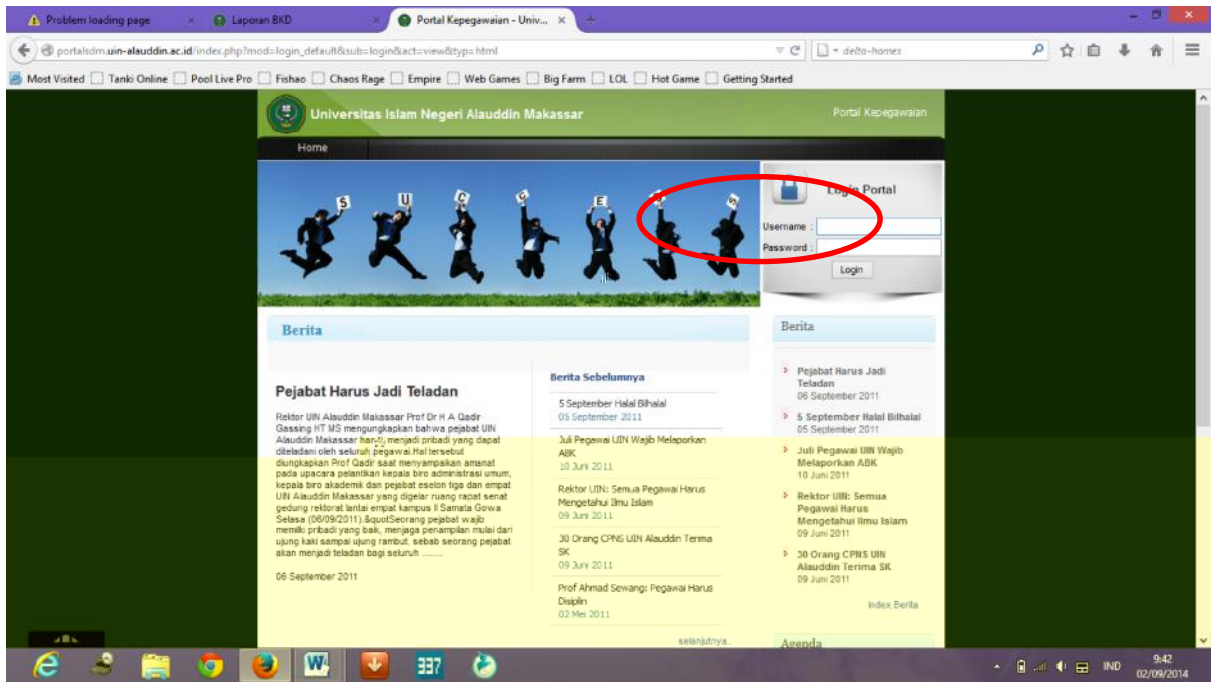 Problem loading page
Laporan BKD
Portal Kepegawaian - Univ...
portalsdm.uin-alauddin.ac.id/index.php?mod=login_default&sub=login&act=view&typ=html
delta-homes
Most Visited
Tanki Online
Pool Live Pro
Fishao
Chaos Rage
Empire
Web Games
Big Farm
LOL
Hot Game
Getting Started
Universitas Islam Negeri Alauddin Makassar
Portal Kepegawaian
Home
S U C C E S S
Login Portal
Username :
Password :
Login
Berita
Pejabat Harus Jadi Teladan
Rektor UIN Alauddin Makassar Prof Dr H A Qadir
Gassing HT MS mengungkapkan bahwa pejabat UIN
Alauddin Makassar menjadi pribadi yang dapat
diteladani oleh seluruh pegawai.Hal tersebut
diungkapkan Prof Qadir saat menyampaikan amanat
pada upacara pelantikan kepala biro administrasi umum,
kepala biro akademik dan pejabat eselon tiga dan empat
UIN Alauddin Makassar yang digelar ruang rapat senat
gedung rektorat lantai empat kampus II Samata Gowa
Selasa (06/09/2011).&quotSeorang pejabat wajib
memilki pribadi yang baik, menjaga penampilan mulai dari
ujung kaki sampai ujung rambut, sebab seorang pejabat
akan menjadi teladan bagi seluruh ........
06 September 2011
Berita Sebelumnya
5 September Halal Bilhalal
05 September 2011
Juli Pegawai UIN Wajib Melaporkan
ABK
10 Juni 2011
Rektor UIN: Semua Pegawai Harus
Mengetahui Ilmu Islam
09 Juni 2011
30 Orang CPNS UIN Alauddin Terima
SK
09 Juni 2011
Prof Ahmad Sewang: Pegawai Harus
Disiplin
02 Mei 2011
selanjutnya..
Berita
Pejabat Harus Jadi
Teladan
06 September 2011
5 September Halal Bilhalal
05 September 2011
Juli Pegawai UIN Wajib
Melaporkan ABK
10 Juni 2011
Rektor UIN: Semua
Pegawai Harus
Mengetahui Ilmu Islam
09 Juni 2011
30 Orang CPNS UIN
Alauddin Terima SK
09 Juni 2011
Index Berita
Agenda
337
IND
9:42
02/09/2014